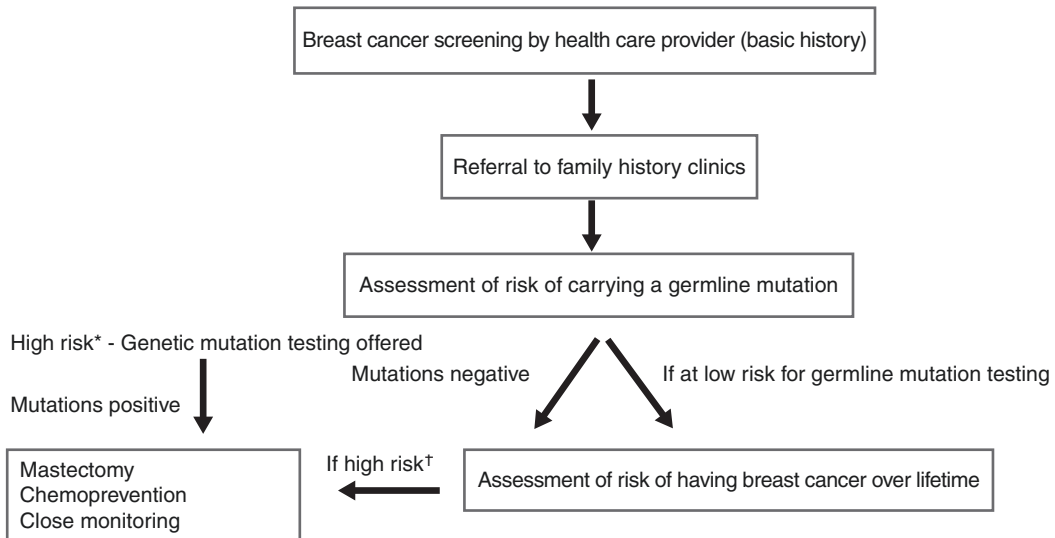 Breast cancer screening by health care provider (basic history)
Referral to family history clinics
Assessment of risk of carrying a germline mutation
High risk* - Genetic mutation testing offered
Mutations negative
If at low risk for germline mutation testing
Mutations positive
Mastectomy
Chemoprevention
Close monitoring
If high risk†
Assessment of risk of having breast cancer over lifetime